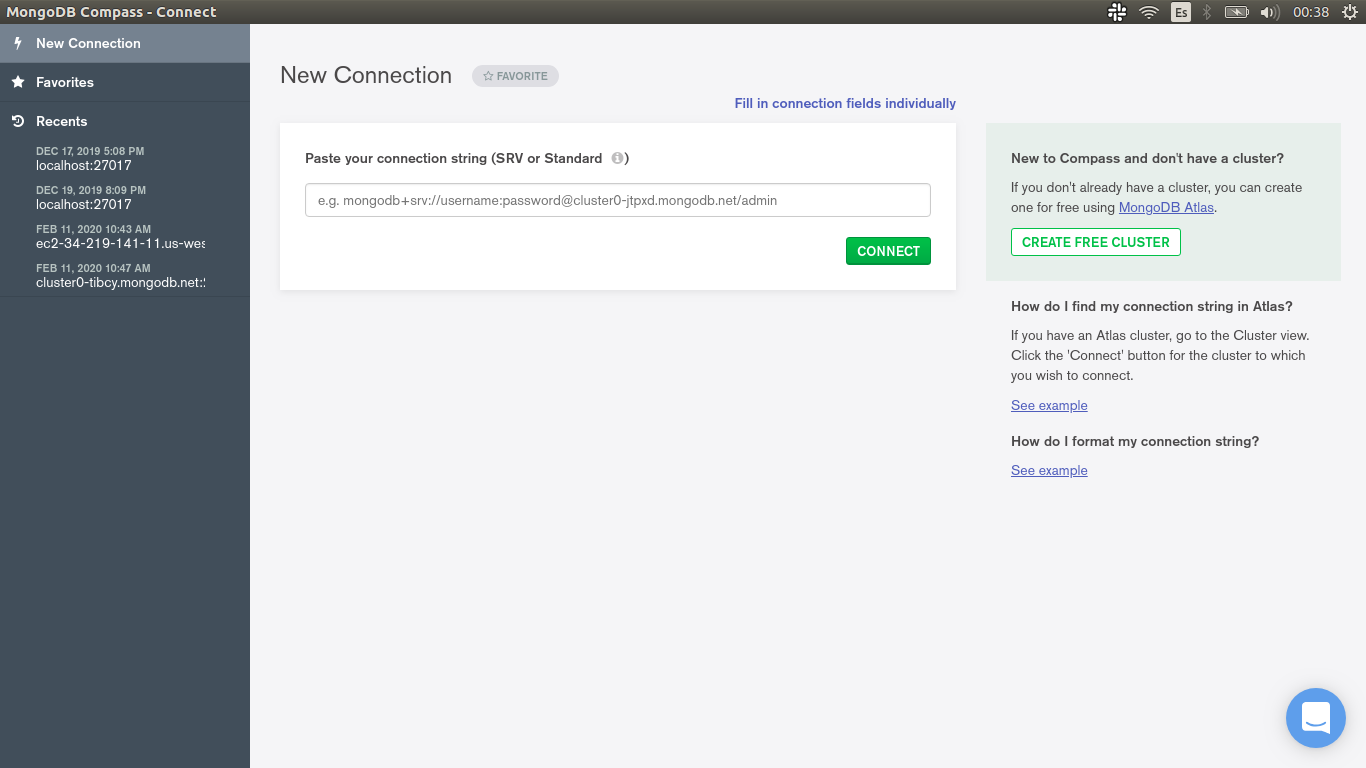 MongoDB Compass - Connect
Es
00:38
New Connection
Favorites
Recents
DEC 17, 2019 5:08 PM
localhost:27017
DEC 19, 2019 8:09 PM
localhost:27017
FEB 11, 2020 10:43 AM
ec2-34-219-141-11.us-wes
FEB 11, 2020 10:47 AM
cluster0-tibcy.mongodb.net:
New Connection
FAVORITE
Fill in connection fields individually
Paste your connection string (SRV or Standard )
e.g. mongodb+srv://username:password@cluster0-jtpxd.mongodb.net/admin
CONNECT
New to Compass and don't have a cluster?
If you don't already have a cluster, you can create
one for free using MongoDB Atlas.
CREATE FREE CLUSTER
How do I find my connection string in Atlas?
If you have an Atlas cluster, go to the Cluster view.
Click the 'Connect' button for the cluster to which
you wish to connect.
See example
How do I format my connection string?
See example